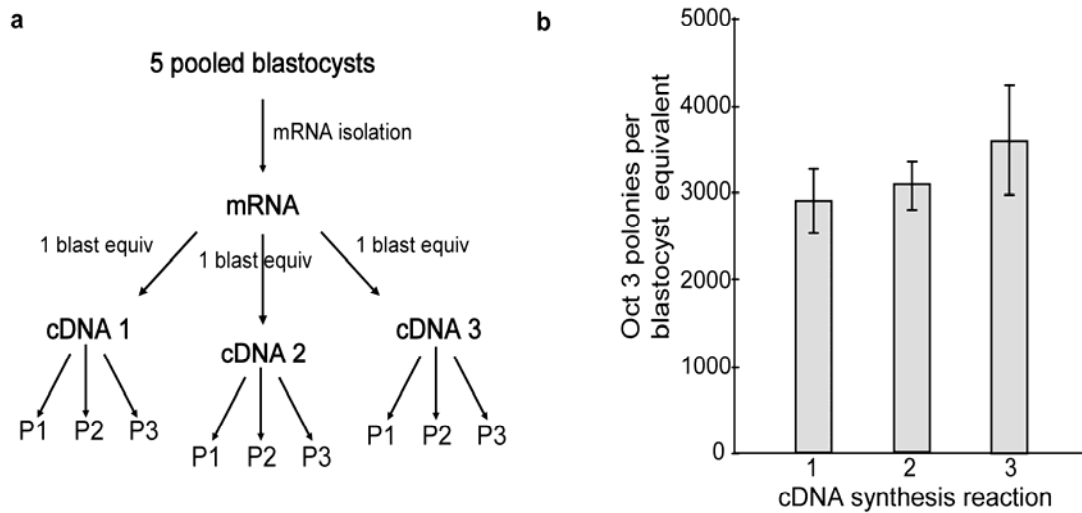 a
5 pooled blastocysts
mRNA isolation
mRNA
1 blast equiv
1 blast equiv
1 blast equiv
cDNA 1
cDNA 2
cDNA 3
P1 P2 P3
P1 P2 P3
P1 P2 P3
b
Oct 3 polonies per
blastocyst equivalent
5000
4000
3000
2000
1000
0
1 2 3
cDNA synthesis reaction